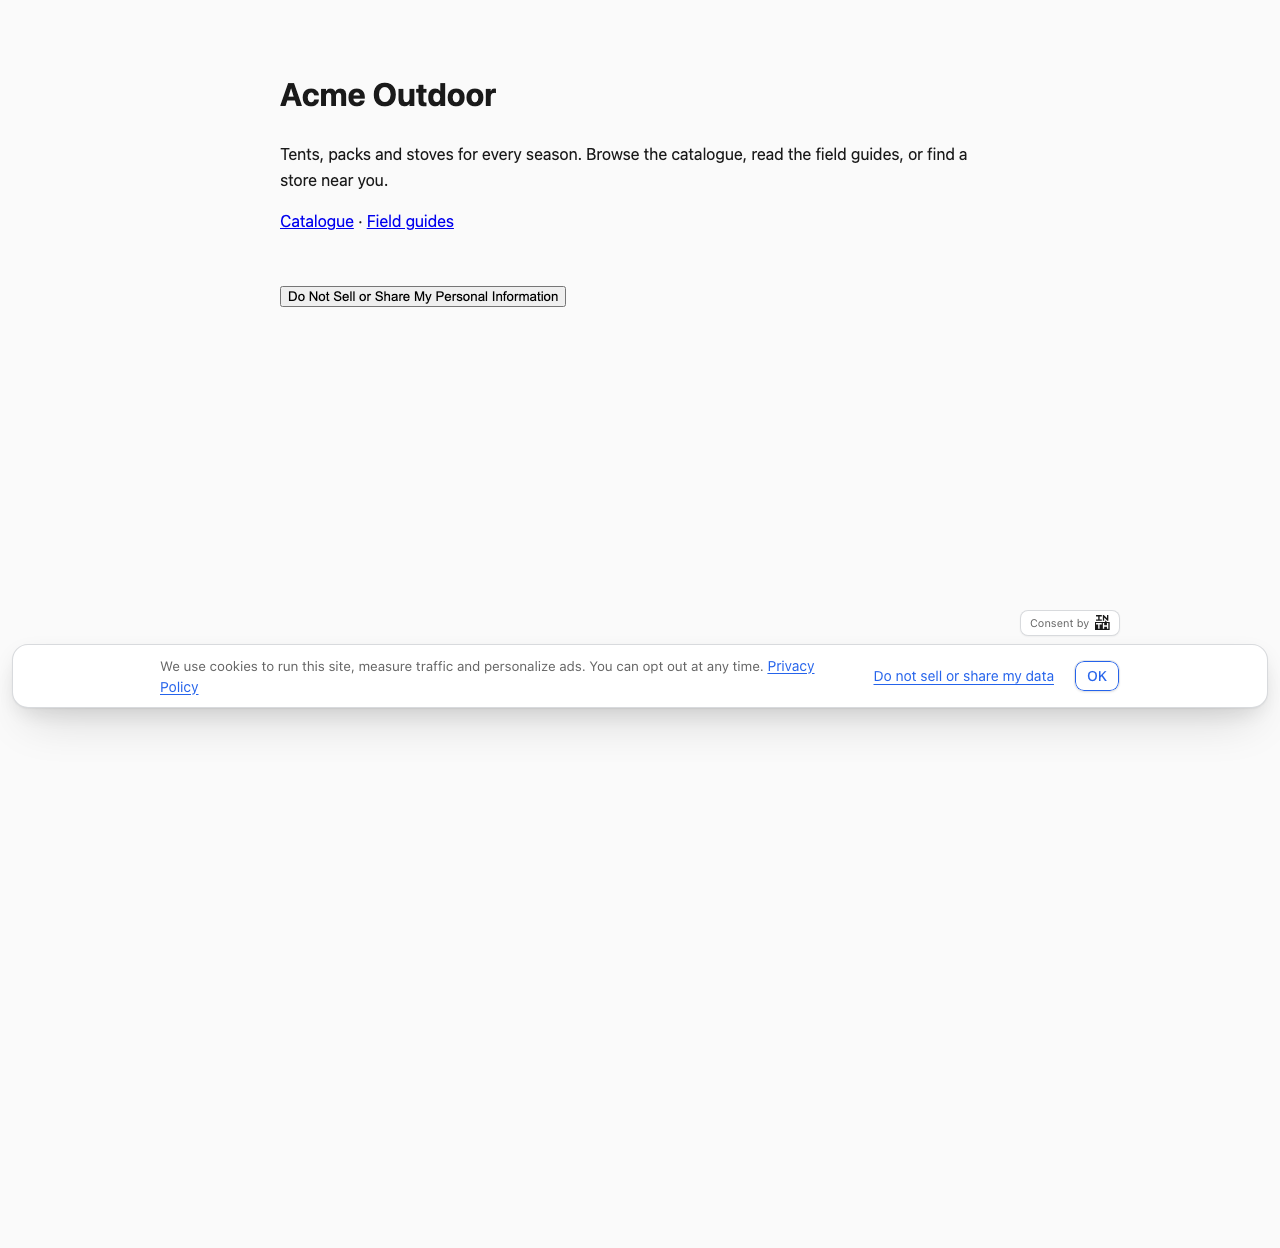 Acme Outdoor
Tents, packs and stoves for every season. Browse the catalogue, read the field guides, or find a
store near you.
Catalogue · Field guides
Do Not Sell or Share My Personal Information
Consent by INTH
We use cookies to run this site, measure traffic and personalize ads. You can opt out at any time. Privacy
Policy
Do not sell or share my data
OK